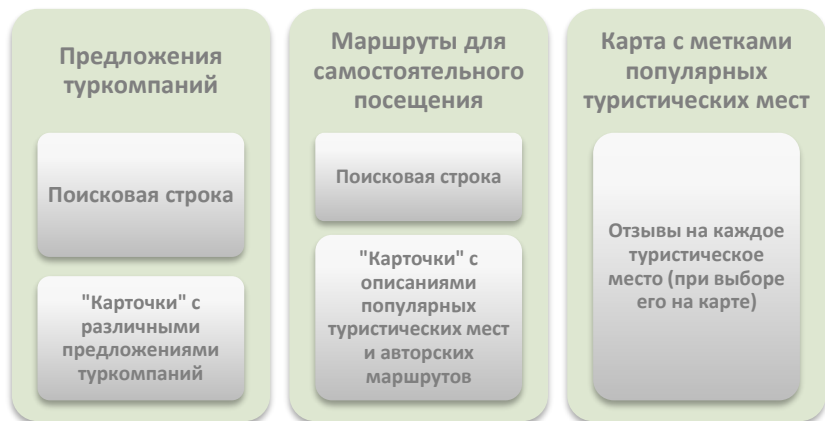 Предложения
туркомпаний
Поисковая строка
"Карточки" с
различными
предложениями
туркомпаний
Маршруты для
самостоятельного
посещения
Поисковая строка
"Карточки" с
описаниями
популярных
туристических мест
и авторских
маршрутов
Карта с метками
популярных
туристических мест
Отзывы на каждое
туристическое
место (при выборе
его на карте)